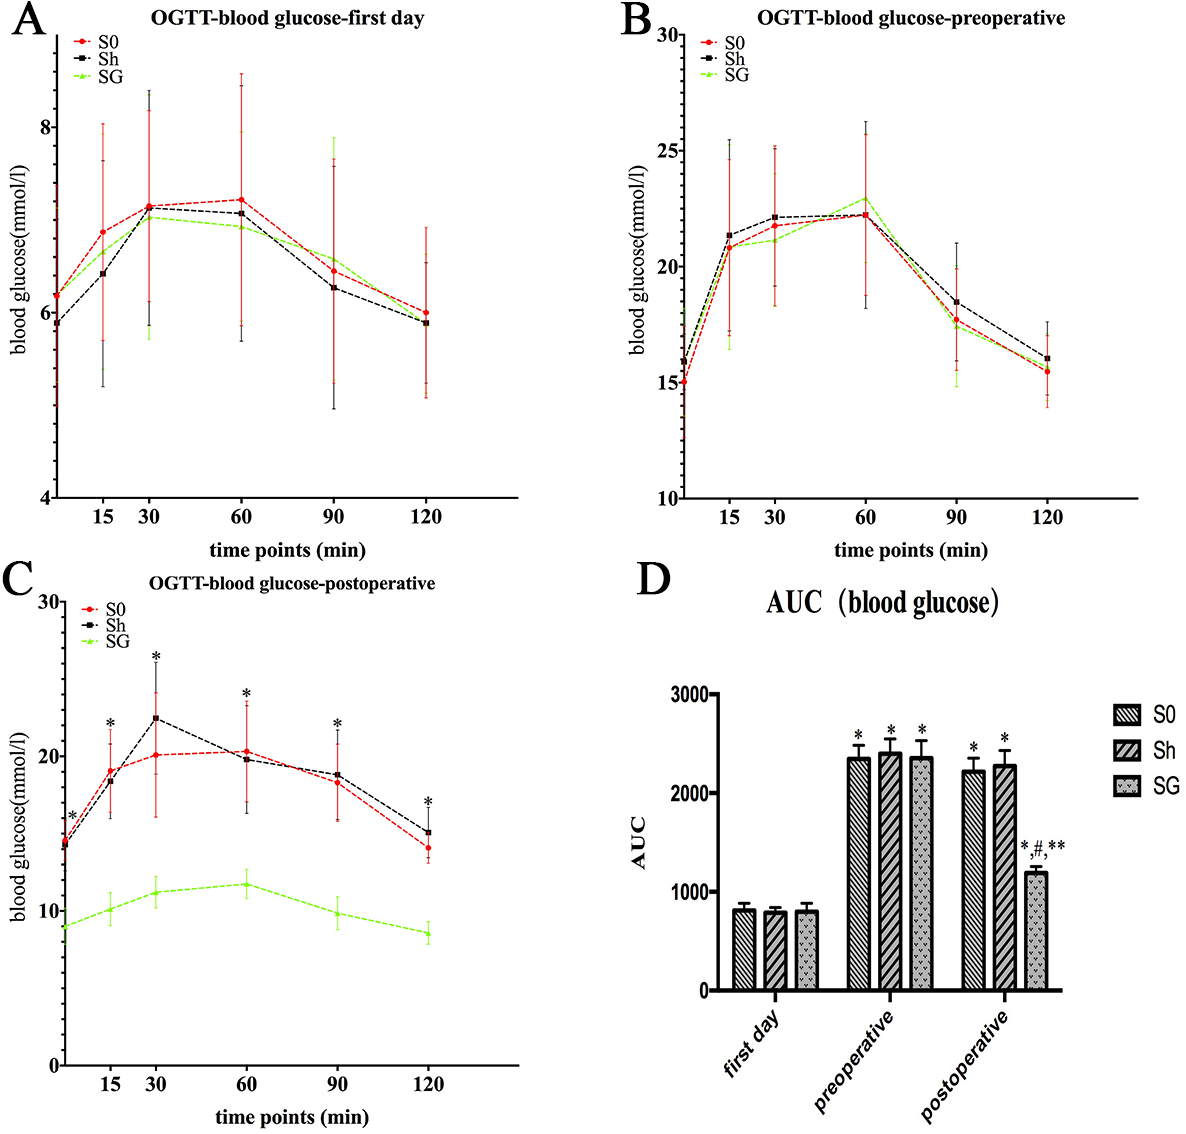 A
OGTT-blood glucose-first day
S0
Sh
SG
8
6
4
blood glucose(mmol/l)
15 30 60 90 120
time points (min)
B
OGTT-blood glucose-preoperative
S0
Sh
SG
30
25
20
15
10
blood glucose(mmol/l)
15 30 60 90 120
time points (min)
C
OGTT-blood glucose-postoperative
S0
Sh
SG
30
20
10
0
blood glucose(mmol/l)
* * * * * *
15 30 60 90 120
time points (min)
D
AUC（blood glucose）
3000
2000
1000
0
AUC
* * * * * *,#,**
first day
preoperative
postoperative
S0
Sh
SG